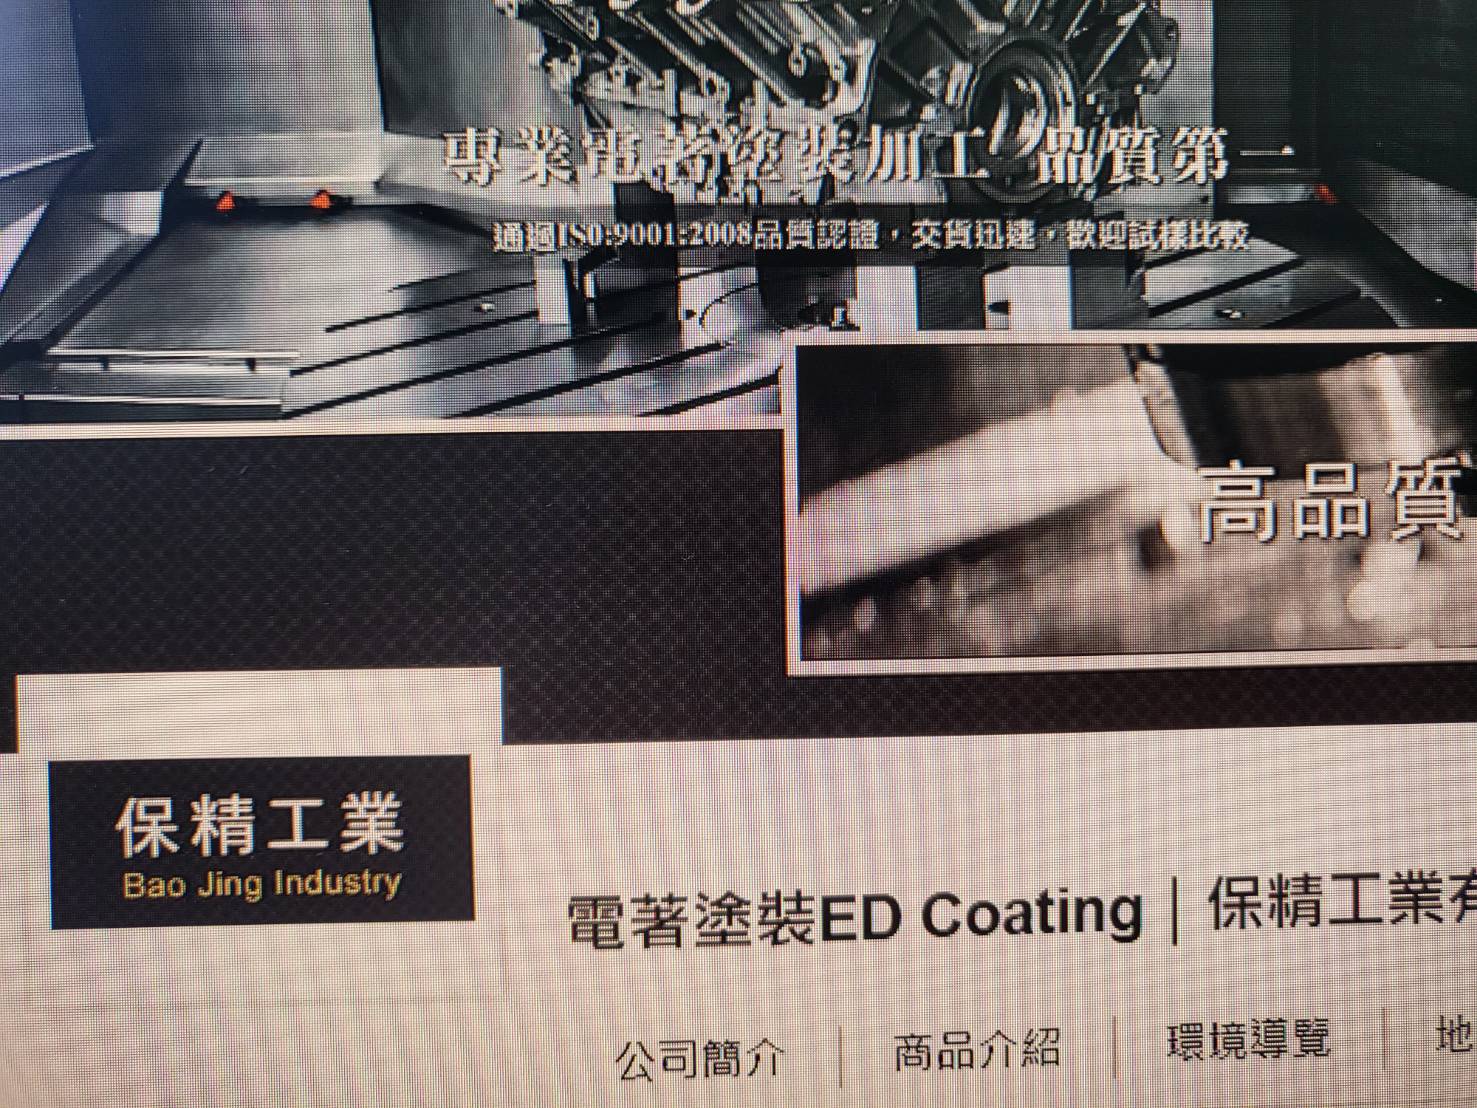 專業電著塗裝加工 品質第一
通過ISO:9001:2008品質認證，交貨迅速，歡迎試樣比較
高品質
保精工業
Bao Jing Industry
電著塗裝ED Coating｜保精工業有
公司簡介
商品介紹
環境導覽
地